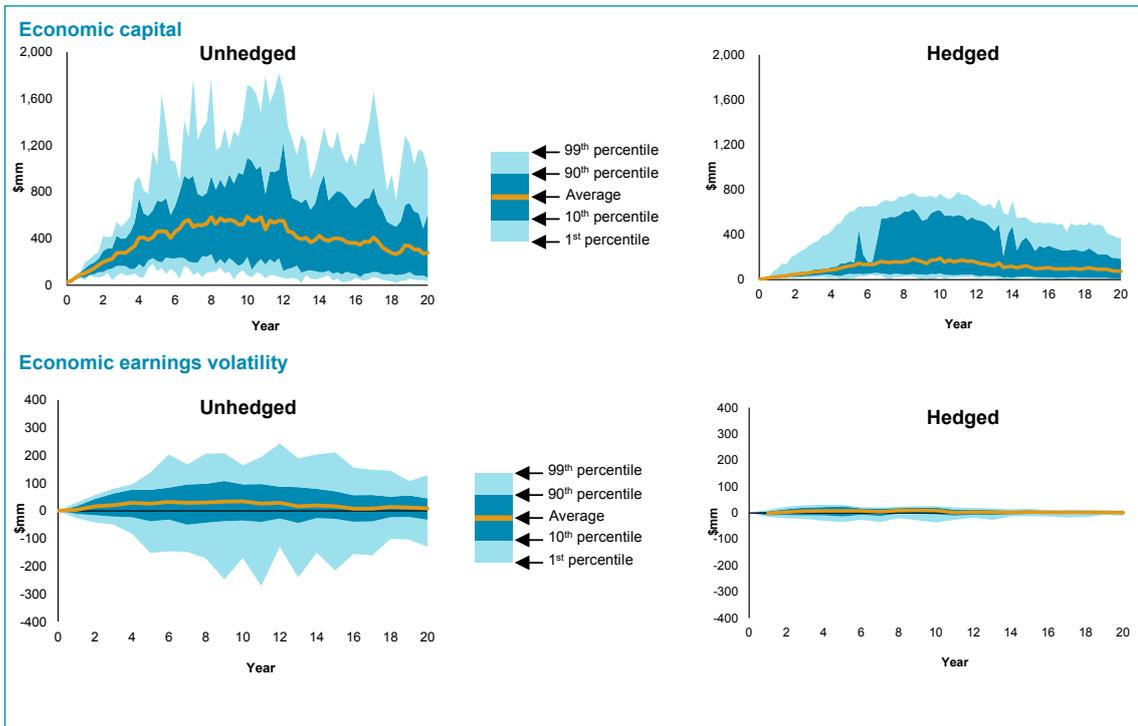 Economic capital
Unhedged
2,000
1,600
1,200
800
400
0
$mm
0 2 4 6 8 10 12 14 16 18 20
Year
99th percentile
90th percentile
Average
10th percentile
1st percentile
Hedged
2,000
1,600
1,200
800
400
0
$mm
0 2 4 6 8 10 12 14 16 18 20
Year
Economic earnings volatility
Unhedged
400
300
200
100
0
-100
-200
-300
-400
$mm
0 2 4 6 8 10 12 14 16 18 20
Year
99th percentile
90th percentile
Average
10th percentile
1st percentile
Hedged
400
300
200
100
0
-100
-200
-300
-400
$mm
0 2 4 6 8 10 12 14 16 18 20
Year